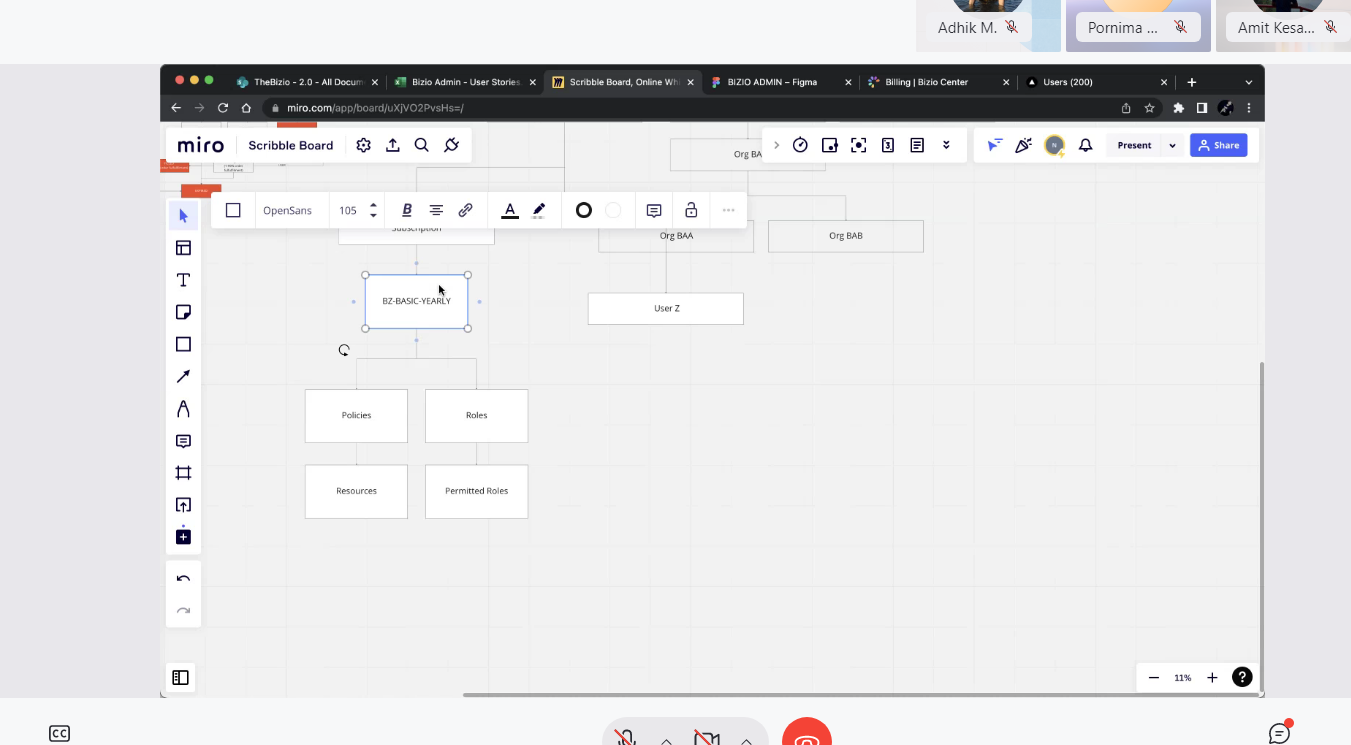 Adhik M.
Pornima ...
Amit Kesa...
TheBizio - 2.0 - All Docum
Bizio Admin - User Stories
Scribble Board, Online Wh
BIZIO ADMIN – Figma
Billing | Bizio Center
Users (200)
miro.com/app/board/uXjVO2PvsHs=/
miro
Scribble Board
Present
Share
Org BA
OpenSans
105
B
A
Subscription
Org BAA
Org BAB
BZ-BASIC-YEARLY
User Z
Policies
Roles
Resources
Permitted Roles
11%
CC